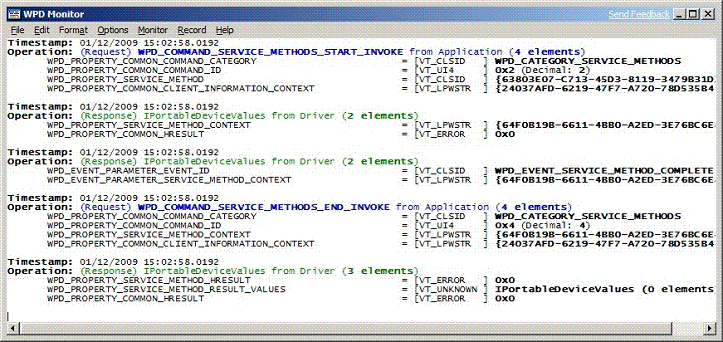 WPD Monitor Send Feedback
File Edit Format Options Monitor Record Help
Timestamp: 01/12/2009 15:02:58.0192
Operation: (Request) WPD_COMMAND_SERVICE_METHODS_START_INVOKE from Application (4 elements)
WPD_PROPERTY_COMMON_COMMAND_CATEGORY = [VT_CLSID ] WPD_CATEGORY_SERVICE_METHODS
WPD_PROPERTY_COMMON_COMMAND_ID = [VT_UI4 ] 0x2 (Decimal: 2)
WPD_PROPERTY_SERVICE_METHOD = [VT_CLSID ] {63803E07-C713-45D3-8119-3479B31D
WPD_PROPERTY_COMMON_CLIENT_INFORMATION_CONTEXT = [VT_LPWSTR ] {24037AFD-6219-47F7-A720-78D535B4
Timestamp: 01/12/2009 15:02:58.0192
Operation: (Response) IPortableDeviceValues from Driver (2 elements)
WPD_PROPERTY_SERVICE_METHOD_CONTEXT = [VT_LPWSTR ] {64F0B19B-6611-4BB0-A2ED-3E76BC6E
WPD_PROPERTY_COMMON_HRESULT = [VT_ERROR ] 0x0
Timestamp: 01/12/2009 15:02:58.0192
Operation: (Response) IPortableDeviceValues from Driver (2 elements)
WPD_EVENT_PARAMETER_EVENT_ID = [VT_CLSID ] WPD_EVENT_SERVICE_METHOD_COMPLETE
WPD_EVENT_PARAMETER_SERVICE_METHOD_CONTEXT = [VT_LPWSTR ] {64F0B19B-6611-4BB0-A2ED-3E76BC6E
Timestamp: 01/12/2009 15:02:58.0192
Operation: (Request) WPD_COMMAND_SERVICE_METHODS_END_INVOKE from Application (4 elements)
WPD_PROPERTY_COMMON_COMMAND_CATEGORY = [VT_CLSID ] WPD_CATEGORY_SERVICE_METHODS
WPD_PROPERTY_COMMON_COMMAND_ID = [VT_UI4 ] 0x4 (Decimal: 4)
WPD_PROPERTY_SERVICE_METHOD_CONTEXT = [VT_LPWSTR ] {64F0B19B-6611-4BB0-A2ED-3E76BC6E
WPD_PROPERTY_COMMON_CLIENT_INFORMATION_CONTEXT = [VT_LPWSTR ] {24037AFD-6219-47F7-A720-78D535B4
Timestamp: 01/12/2009 15:02:58.0192
Operation: (Response) IPortableDeviceValues from Driver (3 elements)
WPD_PROPERTY_SERVICE_METHOD_HRESULT = [VT_ERROR ] 0x0
WPD_PROPERTY_SERVICE_METHOD_RESULT_VALUES = [VT_UNKNOWN ] IPortableDeviceValues (0 elements
WPD_PROPERTY_COMMON_HRESULT = [VT_ERROR ] 0x0